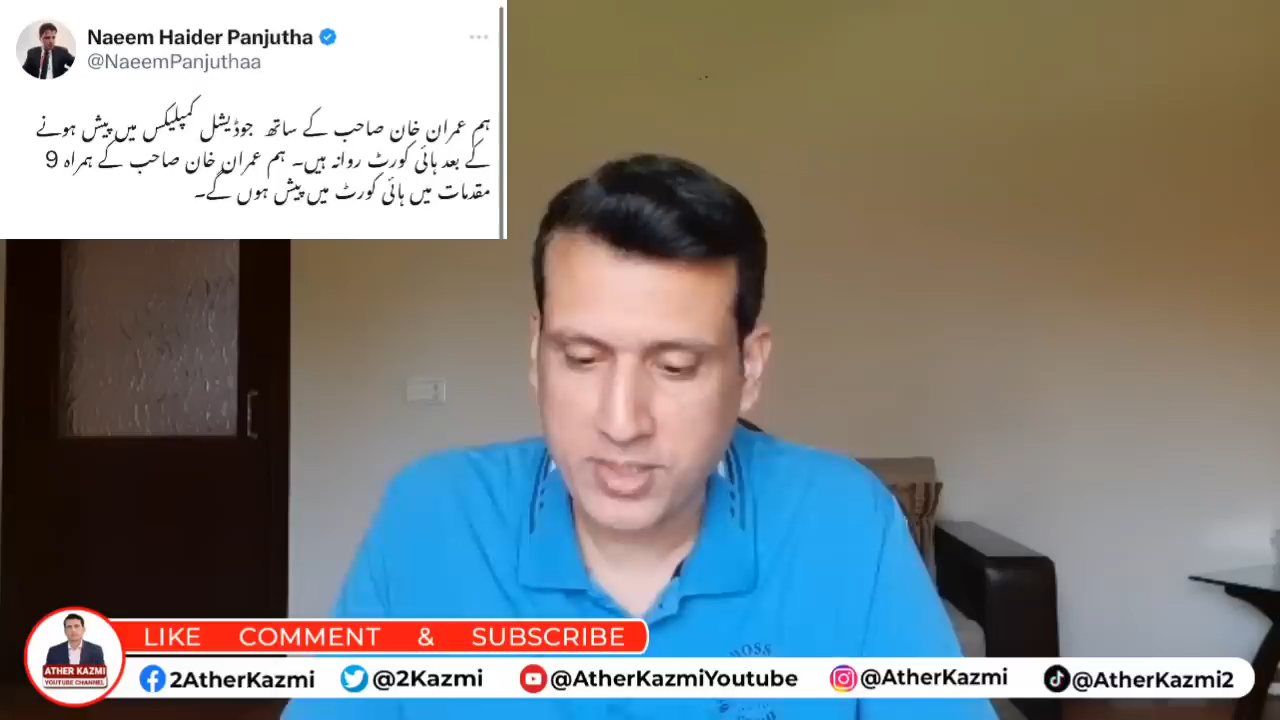 Naeem Haider Panjutha
@NaeemPanjuthaa
ہم عمران خان صاحب کے ساتھ جوڈیشل کمپلیکس میں پیش ہونے
کے بعد ہائی کورٹ روانہ ہیں۔ ہم عمران خان صاحب کے ہمراہ 9
مقدمات میں ہائی کورٹ میں پیش ہوں گے۔
BOSS
LIKE COMMENT & SUBSCRIBE
ATHER KAZMI
YOUTUBE CHANNEL
2AtherKazmi @2Kazmi @AtherKazmiYoutube @AtherKazmi @AtherKazmi2